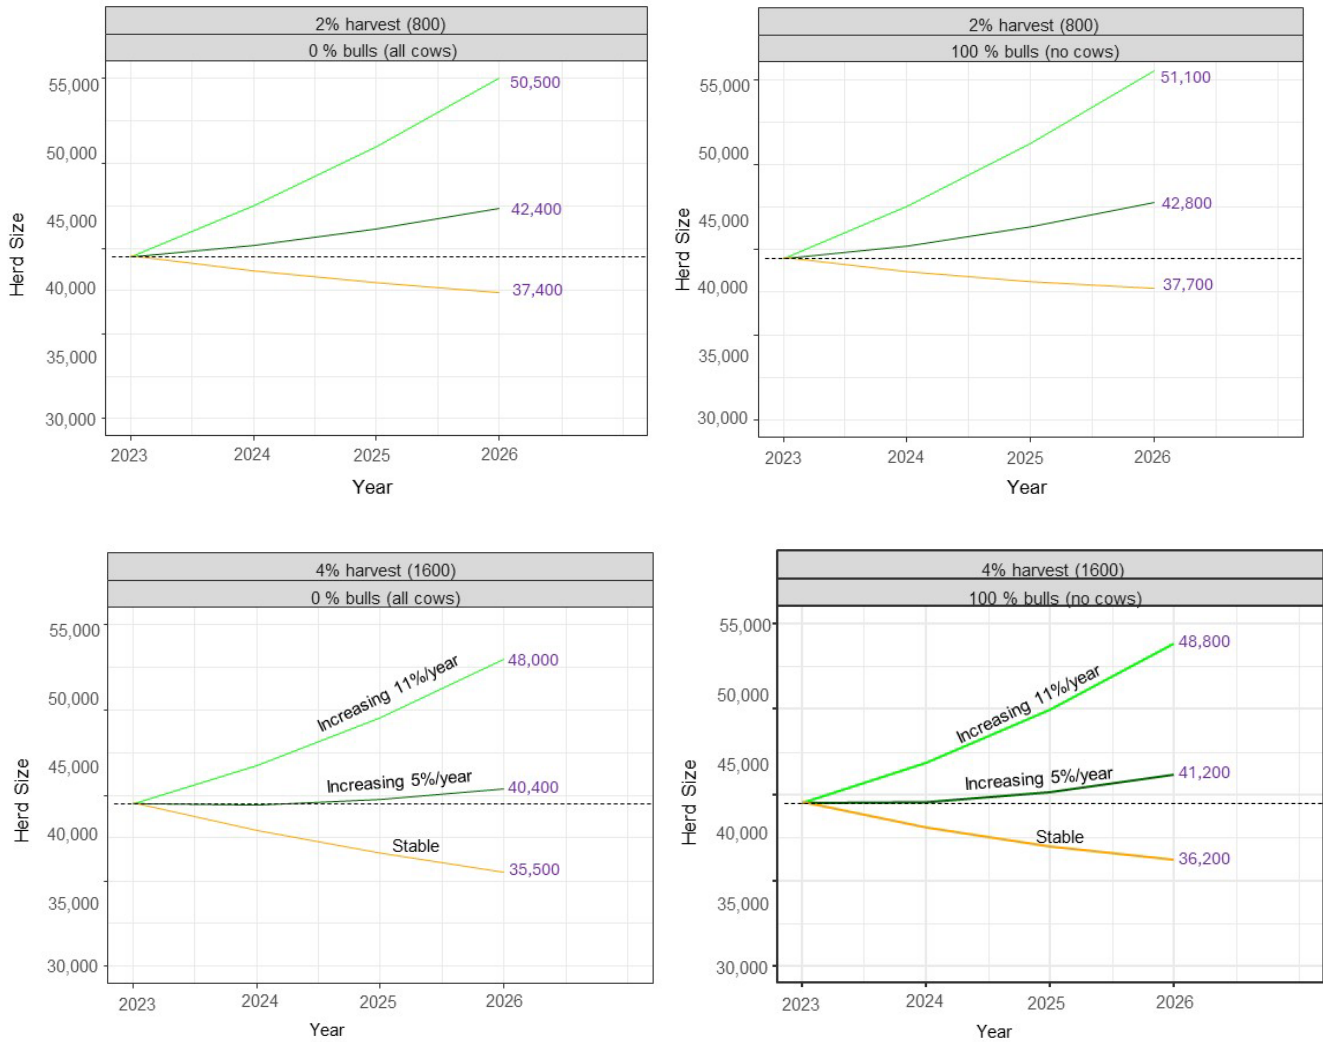 2% harvest (800)
0 % bulls (all cows)
55,000
50,000
45,000
40,000
35,000
30,000
Herd Size
50,500
42,400
37,400
2023
2024
2025
2026
Year
2% harvest (800)
100 % bulls (no cows)
55,000
50,000
45,000
40,000
35,000
30,000
Herd Size
51,100
42,800
37,700
2023
2024
2025
2026
Year
4% harvest (1600)
0 % bulls (all cows)
55,000
50,000
45,000
40,000
35,000
30,000
Herd Size
Increasing 11%/year
48,000
Increasing 5%/year
40,400
Stable
35,500
2023
2024
2025
2026
Year
4% harvest (1600)
100 % bulls (no cows)
55,000
50,000
45,000
40,000
35,000
30,000
Herd Size
Increasing 11%/year
48,800
Increasing 5%/year
41,200
Stable
36,200
2023
2024
2025
2026
Year